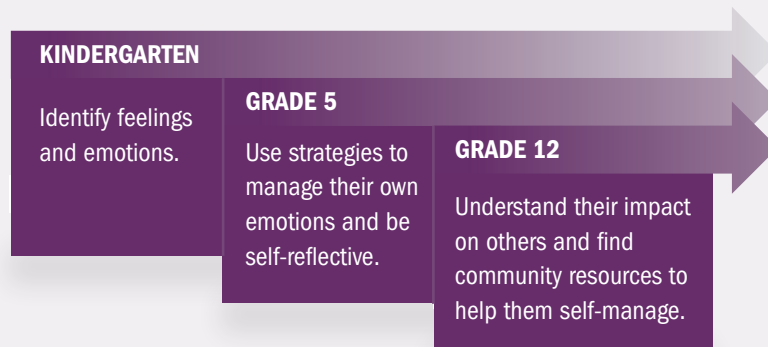 KINDERGARTEN
Identify feelings
and emotions.
GRADE 5
Use strategies to
manage their own
emotions and be
self-reflective.
GRADE 12
Understand their impact
on others and find
community resources to
help them self-manage.